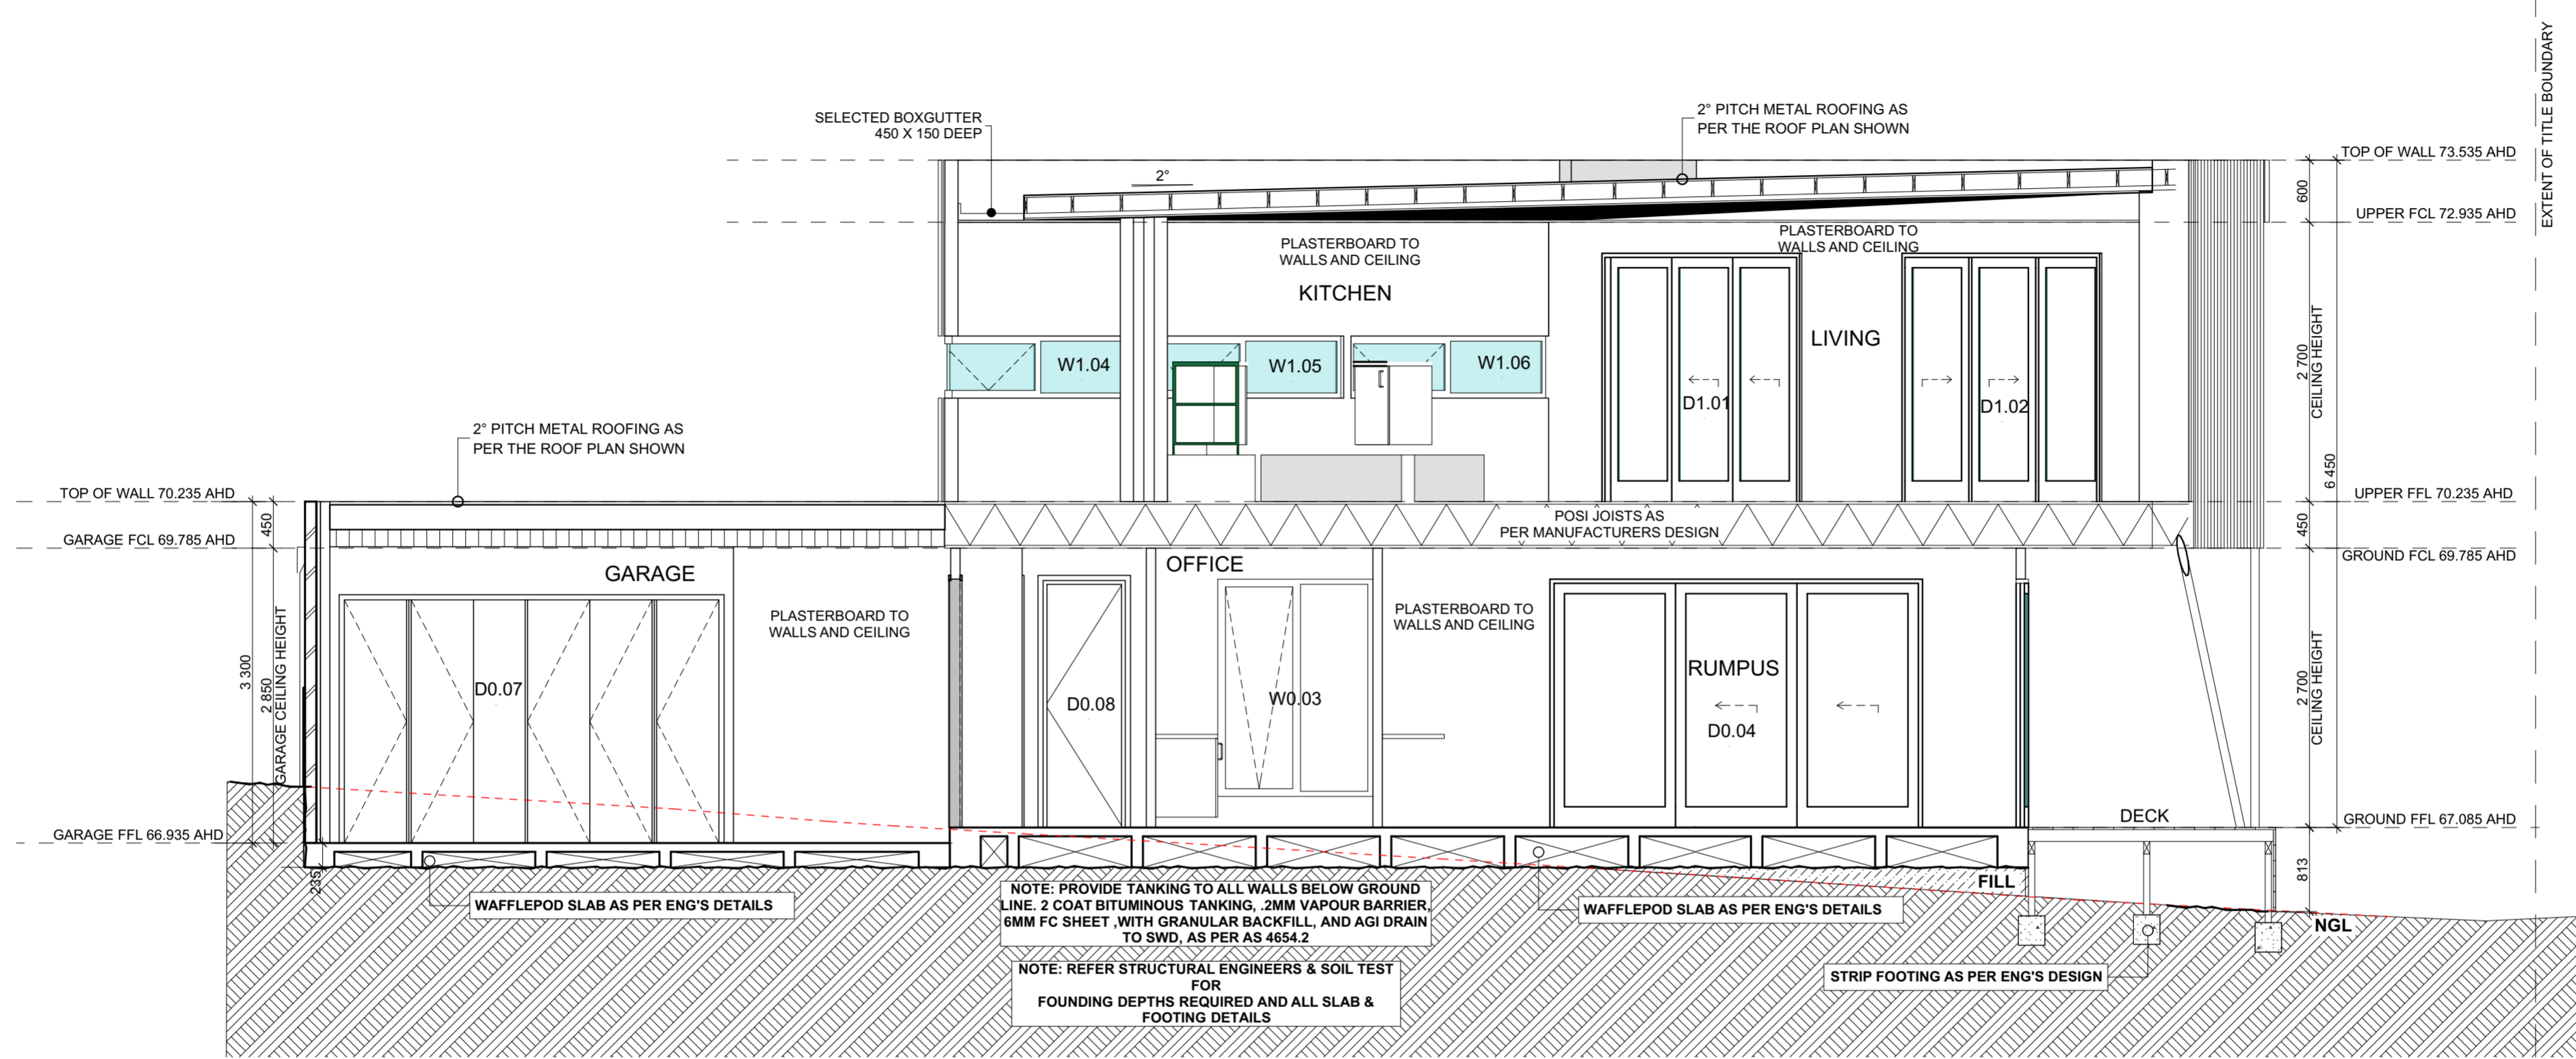 EXTENT OF TITLE BOUNDARY
SELECTED BOXGUTTER
450 X 150 DEEP
2° PITCH METAL ROOFING AS
PER THE ROOF PLAN SHOWN
2°
TOP OF WALL 73.535 AHD
600
UPPER FCL 72.935 AHD
PLASTERBOARD TO
WALLS AND CEILING
KITCHEN
PLASTERBOARD TO
WALLS AND CEILING
LIVING
W1.04
W1.05
W1.06
D1.01
D1.02
2 700
CEILING HEIGHT
6 450
2° PITCH METAL ROOFING AS
PER THE ROOF PLAN SHOWN
TOP OF WALL 70.235 AHD
450
GARAGE FCL 69.785 AHD
UPPER FFL 70.235 AHD
450
GROUND FCL 69.785 AHD
POSI JOISTS AS
PER MANUFACTURERS DESIGN
GARAGE
PLASTERBOARD TO
WALLS AND CEILING
OFFICE
PLASTERBOARD TO
WALLS AND CEILING
RUMPUS
3 300
2 850
GARAGE CEILING HEIGHT
D0.07
D0.08
W0.03
D0.04
2 700
CEILING HEIGHT
DECK
GARAGE FFL 66.935 AHD
GROUND FFL 67.085 AHD
235
813
FILL
NGL
WAFFLEPOD SLAB AS PER ENG'S DETAILS
NOTE: PROVIDE TANKING TO ALL WALLS BELOW GROUND
LINE. 2 COAT BITUMINOUS TANKING, .2MM VAPOUR BARRIER,
6MM FC SHEET ,WITH GRANULAR BACKFILL, AND AGI DRAIN
TO SWD, AS PER AS 4654.2
WAFFLEPOD SLAB AS PER ENG'S DETAILS
NOTE: REFER STRUCTURAL ENGINEERS & SOIL TEST
FOR
FOUNDING DEPTHS REQUIRED AND ALL SLAB &
FOOTING DETAILS
STRIP FOOTING AS PER ENG'S DESIGN